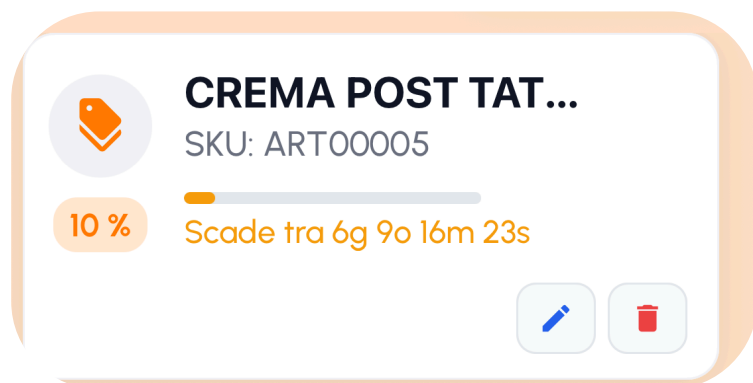 CREMA POST TAT...
SKU: ART00005
10 %
Scade tra 6g 9o 16m 23s